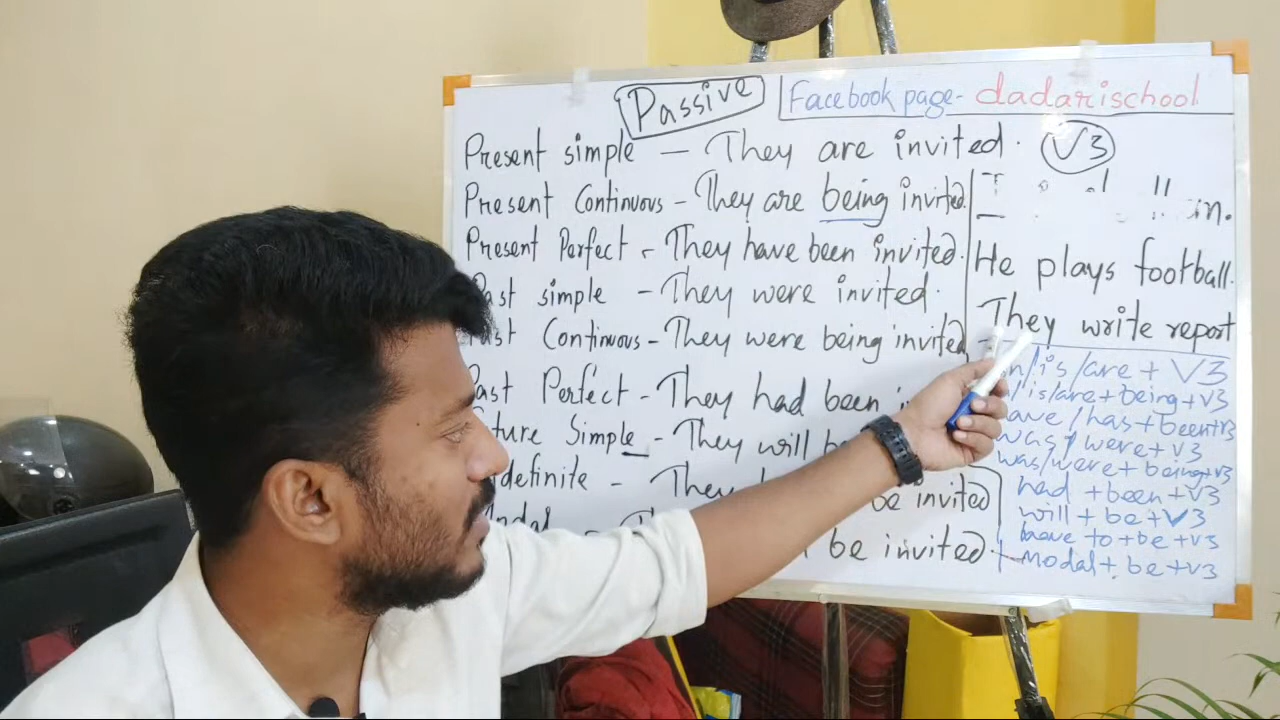 Passive
Facebook page- dadarischool
Present simple — They are invited. V3
Present Continuous - They are being invited
Present Perfect - They have been invited.
Past simple - They were invited.
Past Continuous - They were being invited
Past Perfect - They had been
Future Simple - They will
definite - They
be invited
be invited.
in.
He plays football.
They write report
/is/are + V3
/is/are+being+V3
have/has+been+V3
was/were+V3
was/were+being+V3
had +been+V3
will+be+V3
to+be+V3
Modal+be+V3